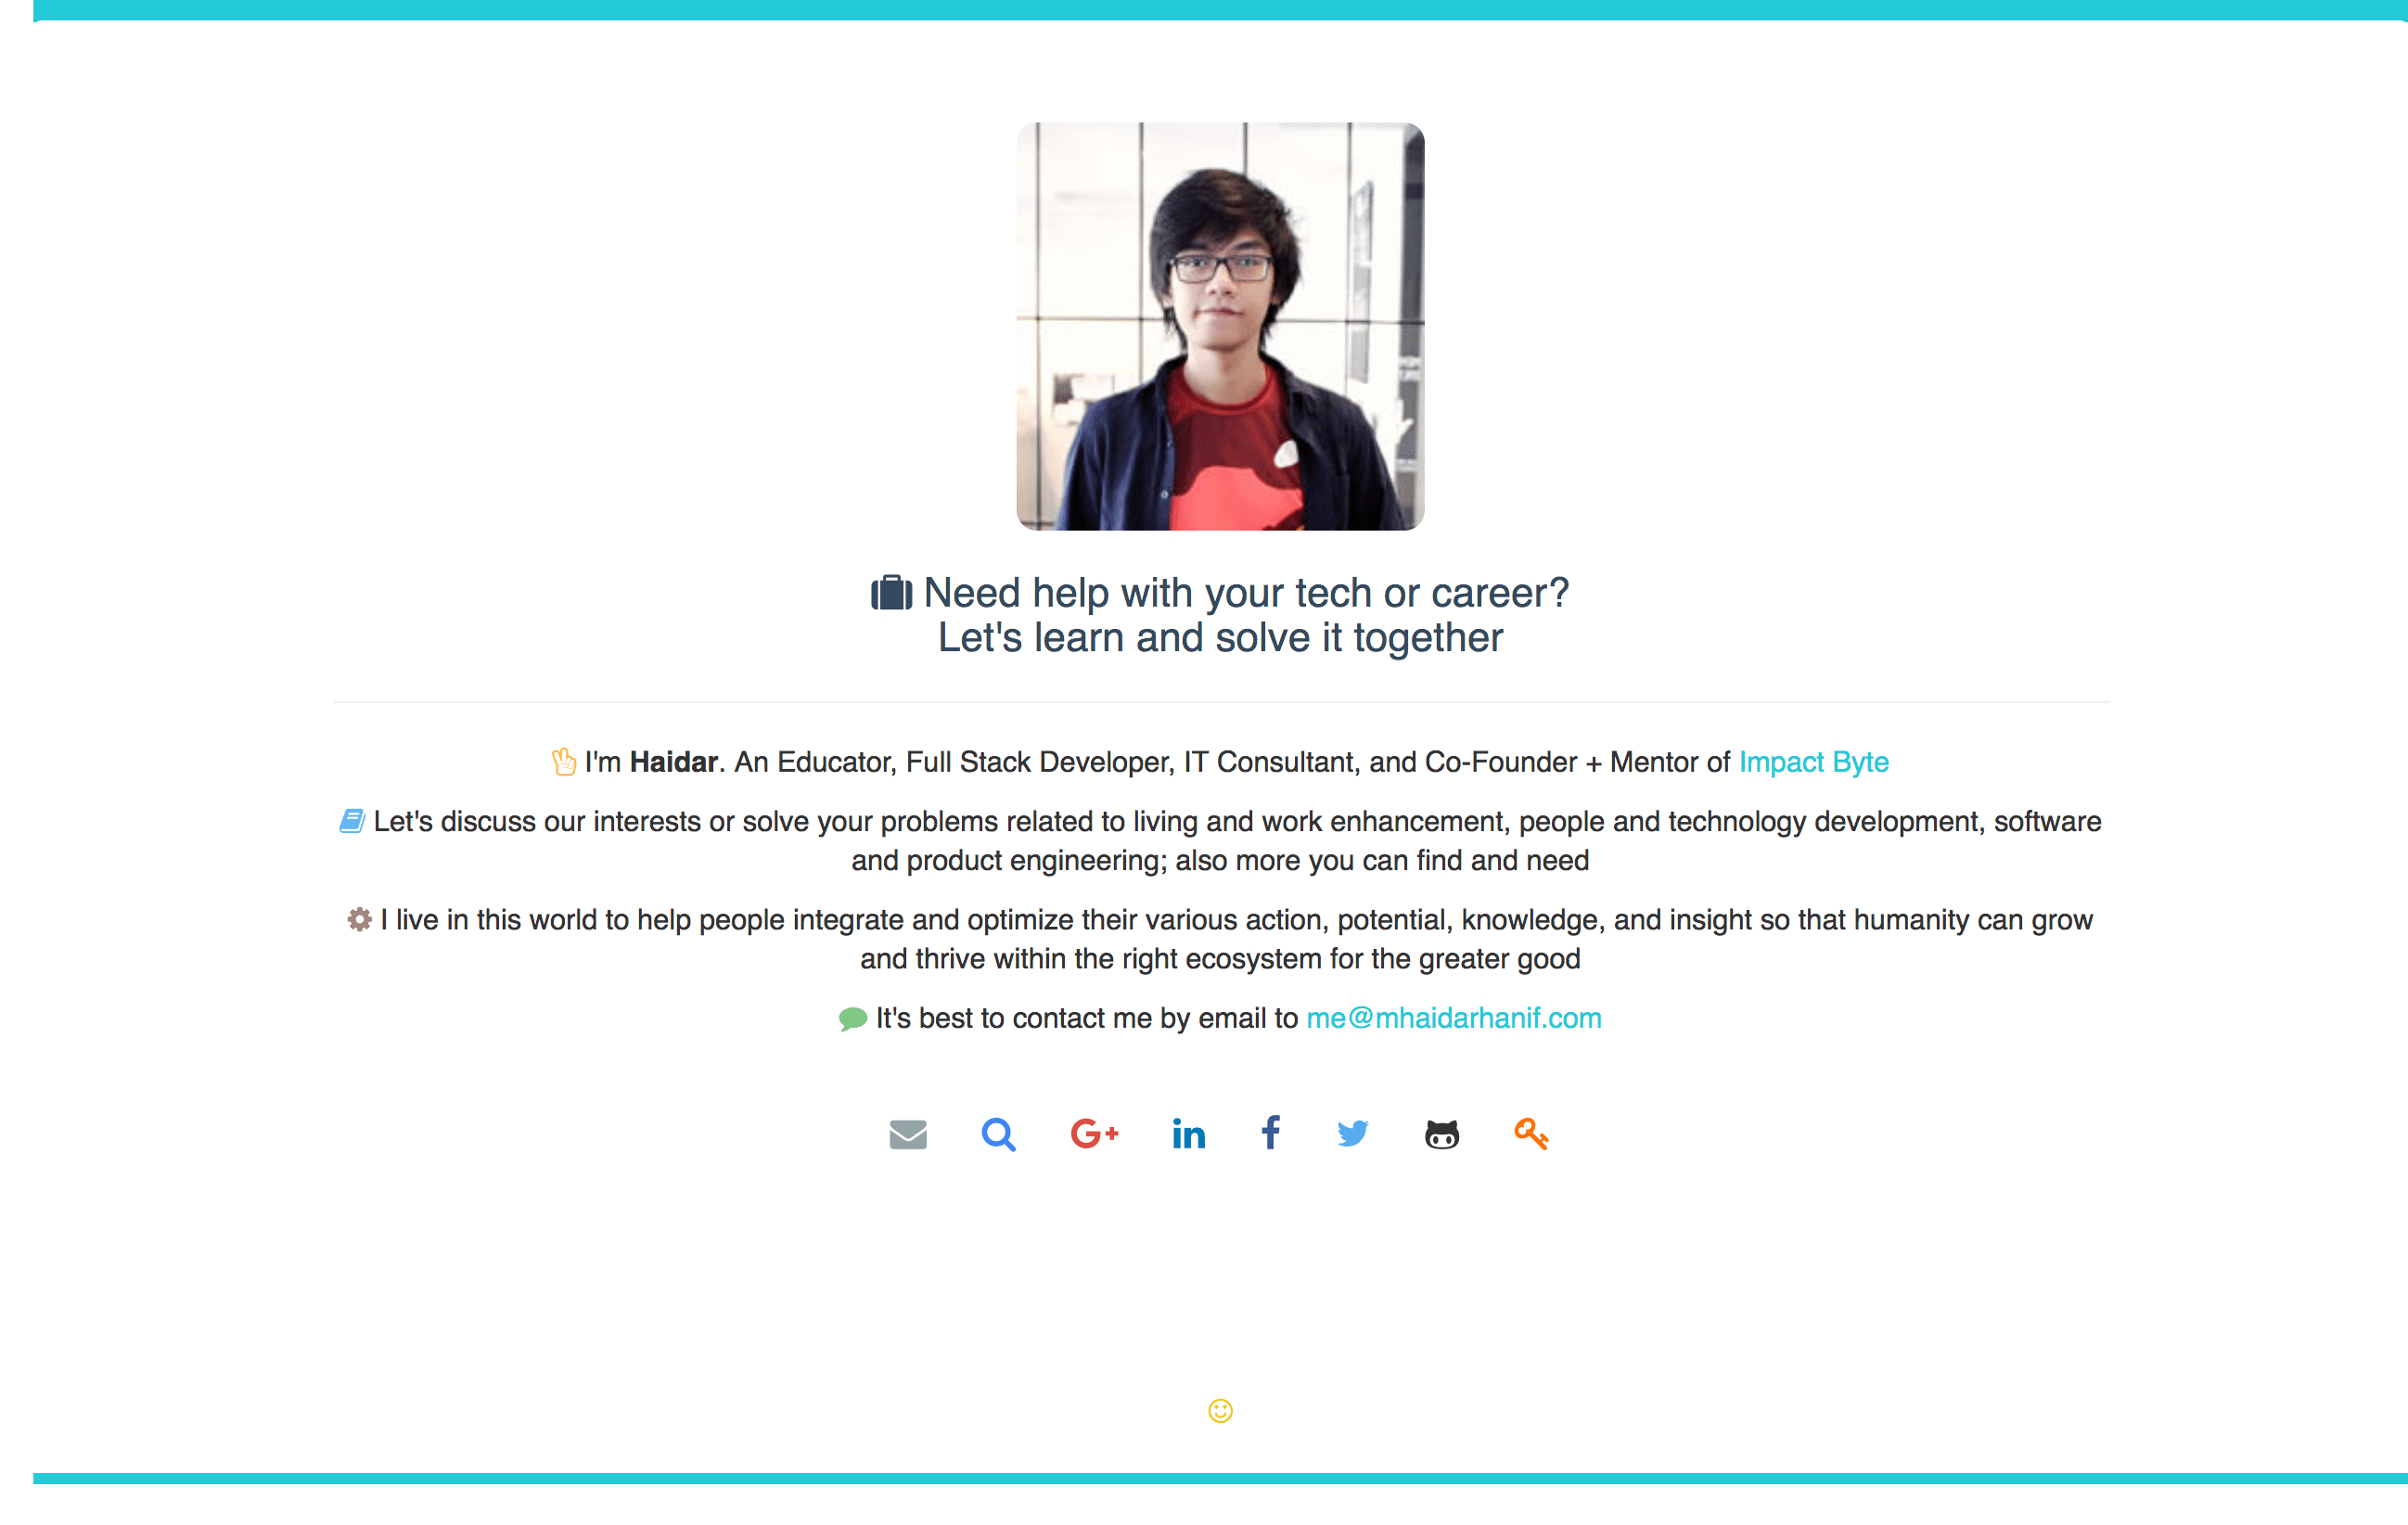 Need help with your tech or career?
Let's learn and solve it together
I'm Haidar. An Educator, Full Stack Developer, IT Consultant, and Co-Founder + Mentor of Impact Byte
Let's discuss our interests or solve your problems related to living and work enhancement, people and technology development, software
and product engineering; also more you can find and need
I live in this world to help people integrate and optimize their various action, potential, knowledge, and insight so that humanity can grow
and thrive within the right ecosystem for the greater good
It's best to contact me by email to me@mhaidarhanif.com